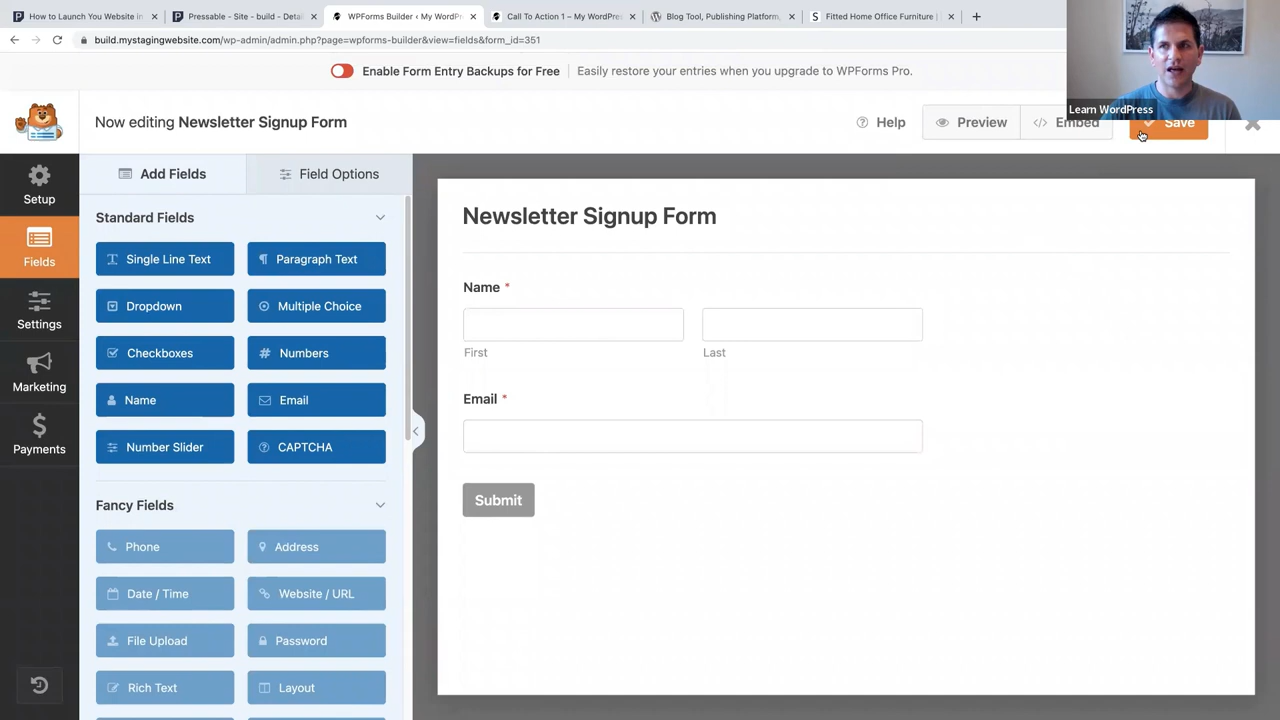 How to Launch You Website in
Pressable - Site - build - Detail
WPForms Builder ‹ My WordPr
Call To Action 1 – My WordPres
Blog Tool, Publishing Platform,
Fitted Home Office Furniture |
build.mystagingwebsite.com/wp-admin/admin.php?page=wpforms-builder&view=fields&form_id=351
Enable Form Entry Backups for Free
Easily restore your entries when you upgrade to WPForms Pro.
Learn WordPress
Now editing Newsletter Signup Form
Help
Preview
Embed
Save
Setup
Fields
Settings
Marketing
Payments
Add Fields
Field Options
Standard Fields
Single Line Text
Paragraph Text
Dropdown
Multiple Choice
Checkboxes
Numbers
Name
Email
Number Slider
CAPTCHA
Fancy Fields
Phone
Address
Date / Time
Website / URL
File Upload
Password
Rich Text
Layout
Newsletter Signup Form
Name *
First
Last
Email *
Submit